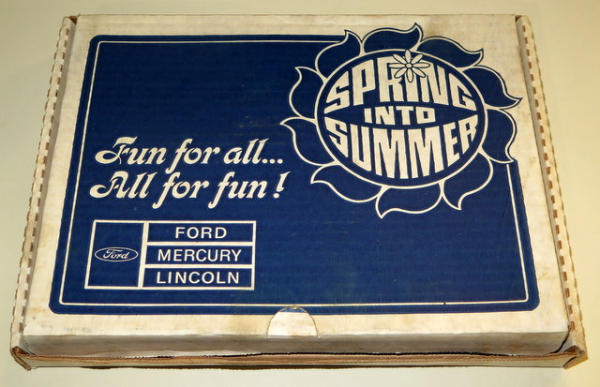 SPRING
INTO
SUMMER
Fun for all...
All for fun!
Ford
FORD
MERCURY
LINCOLN